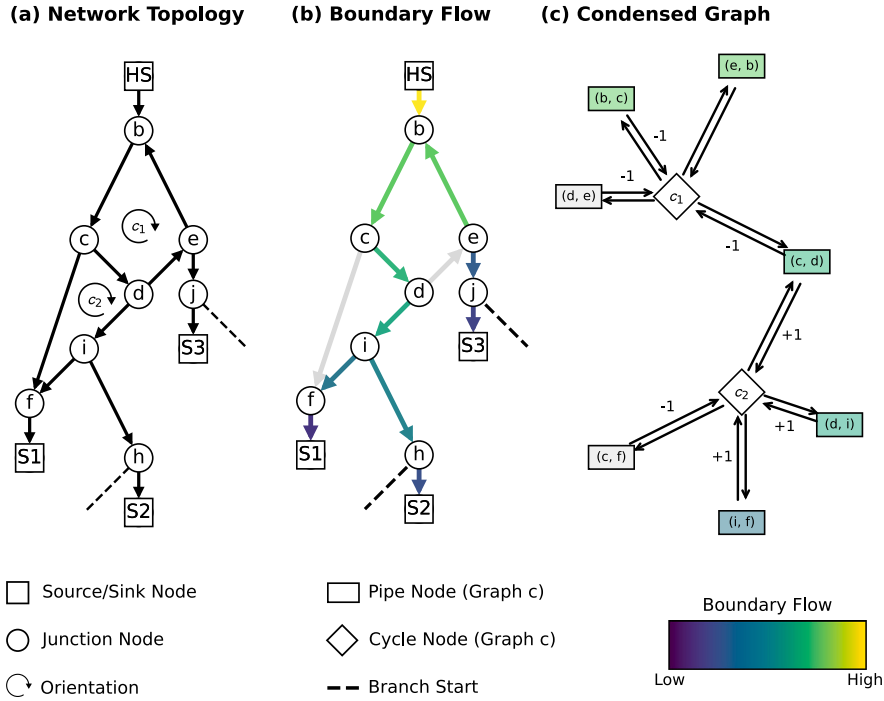 (a) Network Topology
HS
b
c
c1
e
c2
d
j
i
S3
f
S1
h
S2
(b) Boundary Flow
HS
b
c
e
d
j
i
S3
f
S1
h
S2
(c) Condensed Graph
(e, b)
(b, c)
-1
-1
(d, e)
c1
-1
(c, d)
+1
c2
-1
+1
(d, i)
(c, f)
+1
(i, f)
Source/Sink Node
Junction Node
Orientation
Pipe Node (Graph c)
Cycle Node (Graph c)
Branch Start
Boundary Flow
Low
High